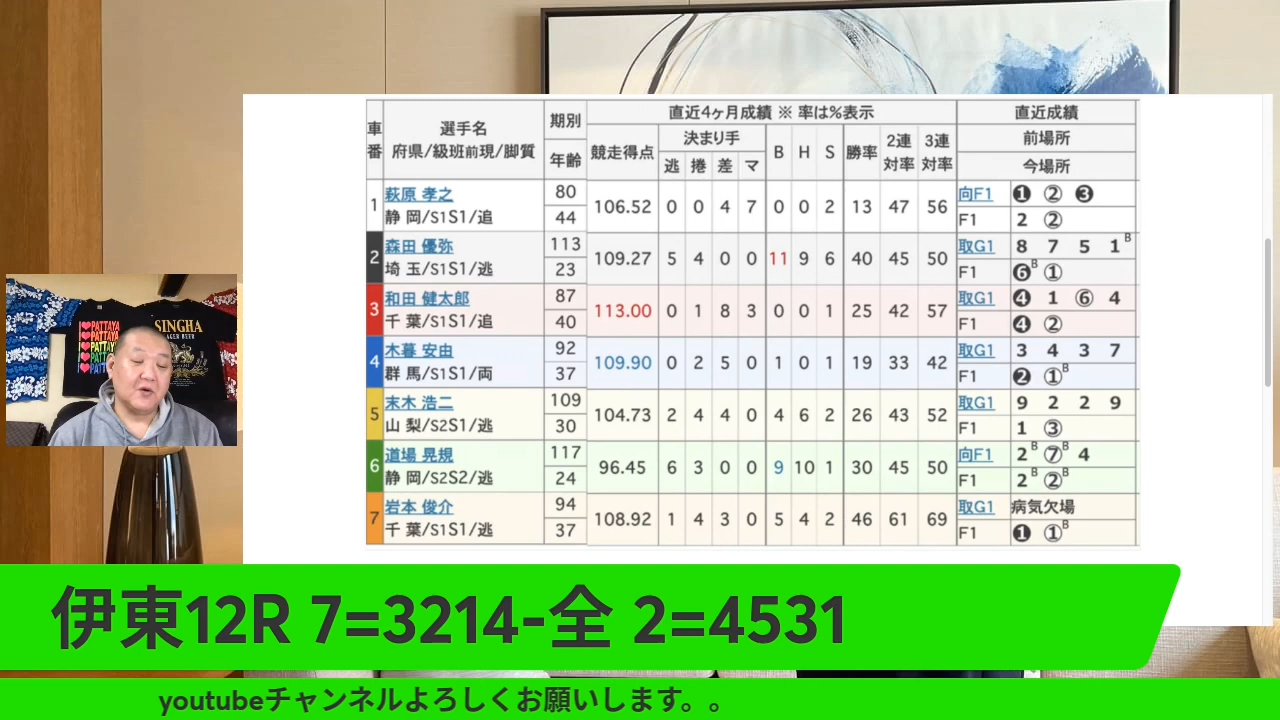 車番 選手名 府県/級班前現/脚質 期別 年齢 競走得点 直近4ヶ月成績 ※ 率は%表示 直近成績
決まり手 B H S 勝率 2連対率 3連対率 前場所
逃 捲 差 マ 今場所
1 萩原 孝之 80 106.52 0 0 4 7 0 0 2 13 47 56 向F1 ❶ ② ❸
静 岡/S1S1/追 44 F1 2 ②
2 森田 優弥 113 109.27 5 4 0 0 11 9 6 40 45 50 取G1 8 7 5 1B
埼 玉/S1S1/逃 23 F1 ❻B ①
3 和田 健太郎 87 113.00 0 1 8 3 0 0 1 25 42 57 取G1 ❹ 1 ⑥ 4
千 葉/S1S1/追 40 F1 ❹ ②
4 木暮 安由 92 109.90 0 2 5 0 1 0 1 19 33 42 取G1 3 4 3 7
群 馬/S1S1/両 37 F1 ❷ ①B
5 末木 浩二 109 104.73 2 4 4 0 4 6 2 26 43 52 取G1 9 2 2 9
山 梨/S2S1/逃 30 F1 1 ③
6 道場 晃規 117 96.45 6 3 0 0 9 10 1 30 45 50 向F1 2B ⑦B 4
静 岡/S2S2/逃 24 F1 2B ②B
7 岩本 俊介 94 108.92 1 4 3 0 5 4 2 46 61 69 取G1 病気欠場
千 葉/S1S1/逃 37 F1 ❶ ①B
I❤PATTAYA
I❤PATTAYA
SINGHA
LAGER BEER
伊東12R 7=3214-全 2=4531
youtubeチャンネルよろしくお願いします。。